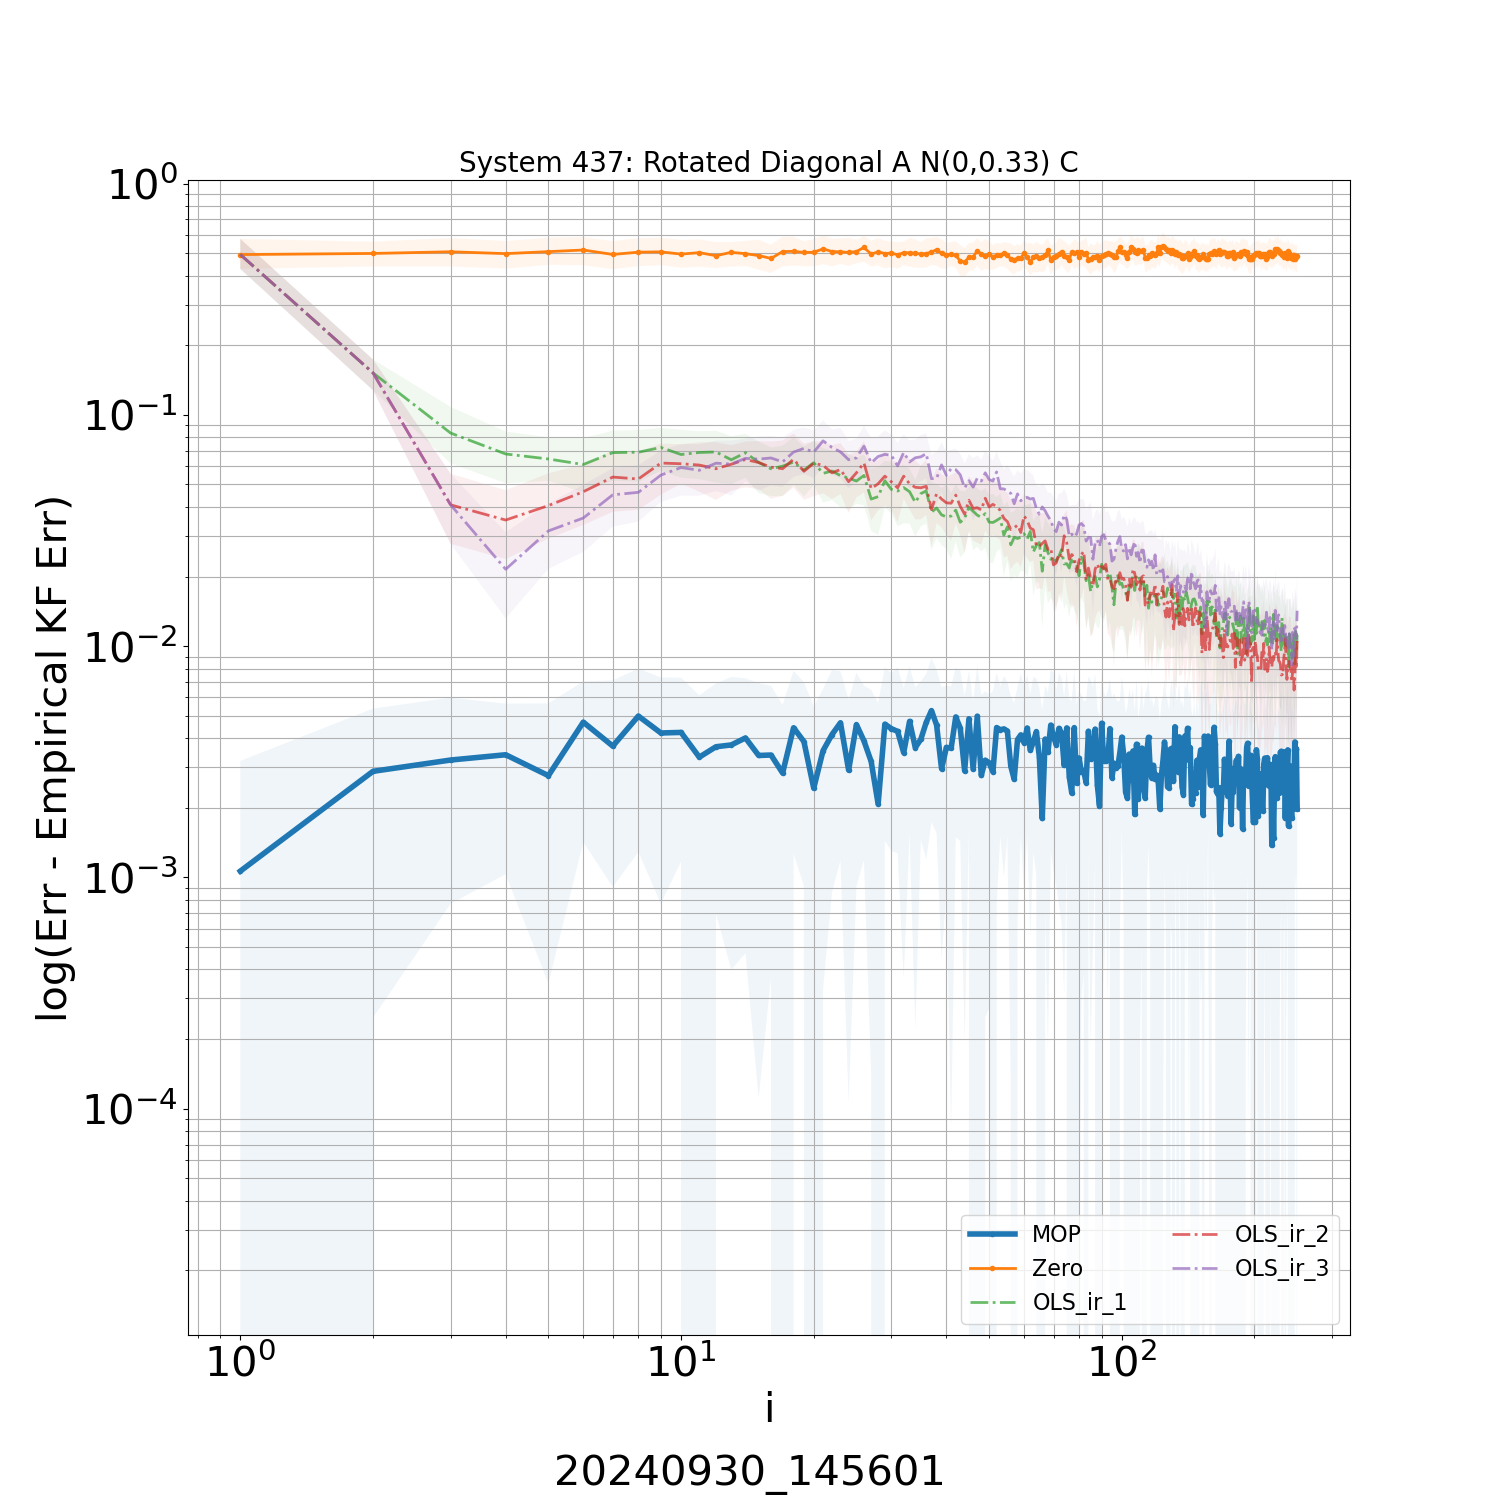 System 437: Rotated Diagonal A N(0,0.33) C
10⁰
10⁻¹
10⁻²
10⁻³
10⁻⁴
log(Err - Empirical KF Err)
MOP
Zero
OLS_ir_1
OLS_ir_2
OLS_ir_3
10⁰ 10¹ 10²
i
20240930_145601